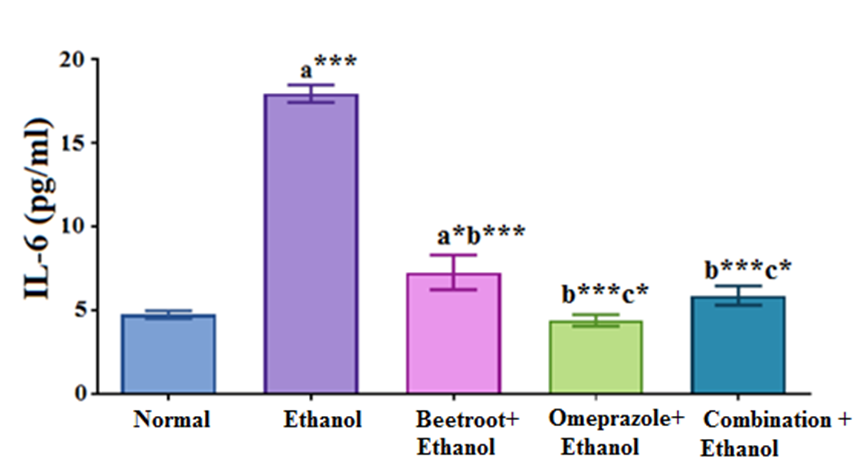 IL-6 (pg/ml)
20
15
10
5
0
a***
a*b***
b***c*
b***c*
Normal
Ethanol
Beetroot+
Ethanol
Omeprazole+
Ethanol
Combination +
Ethanol